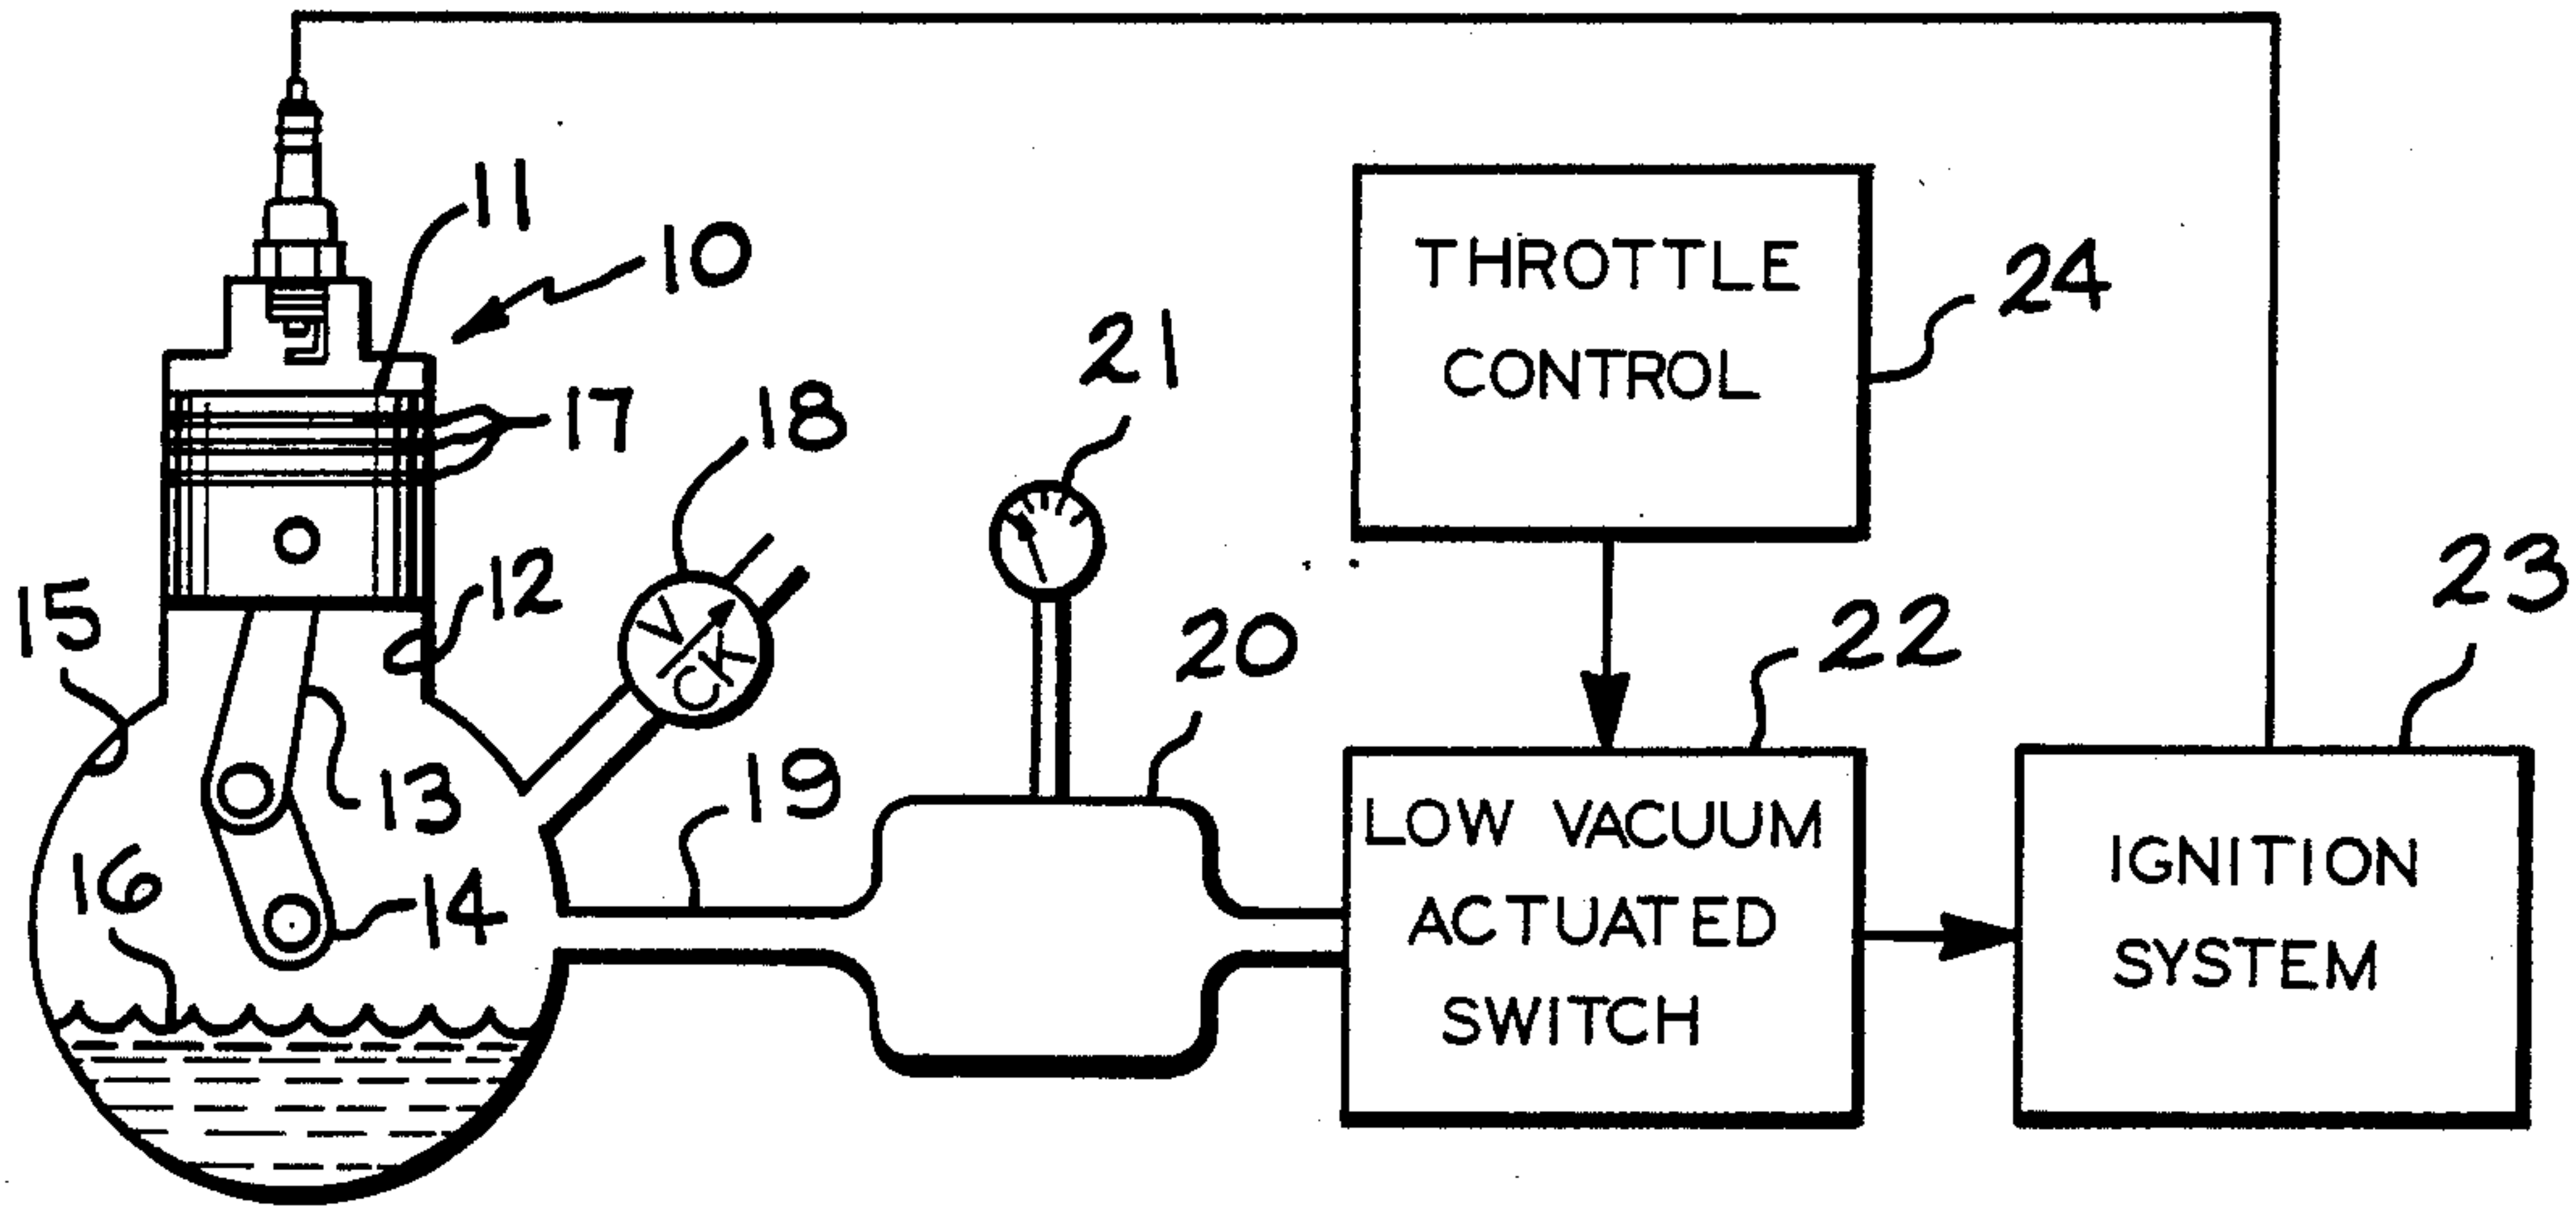 11
10
THROTTLE
CONTROL
24
21
17
18
15
12
V
CK
20
22
23
13
19
16
14
LOW VACUUM
ACTUATED
SWITCH
IGNITION
SYSTEM